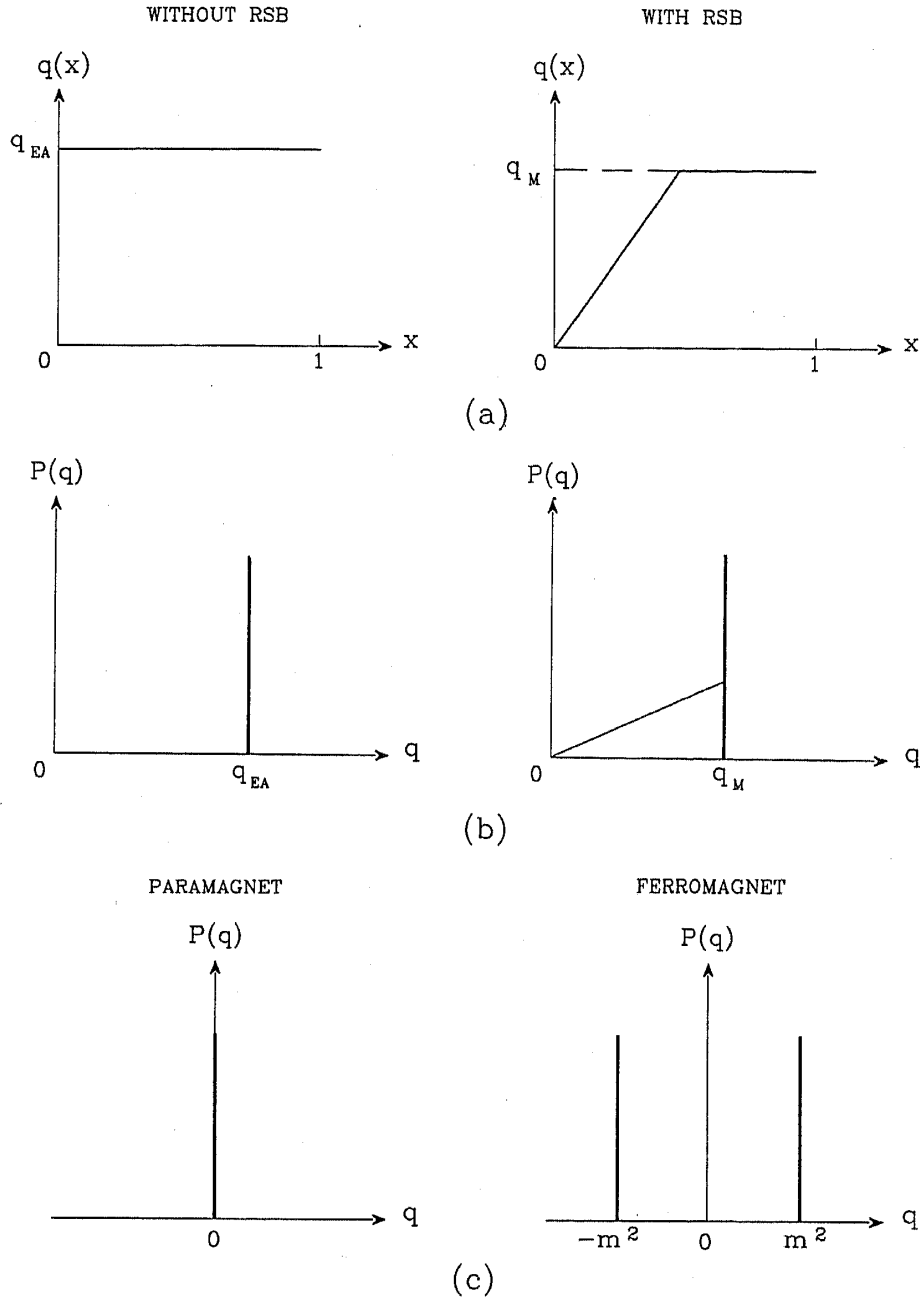 WITHOUT RSB
WITH RSB
q(x)
q(x)
q_EA
q_M
0
1
x
0
1
x
(a)
P(q)
P(q)
0
q_EA
q
0
q_M
q
(b)
PARAMAGNET
FERROMAGNET
P(q)
P(q)
0
q
-m²
0
m²
q
(c)